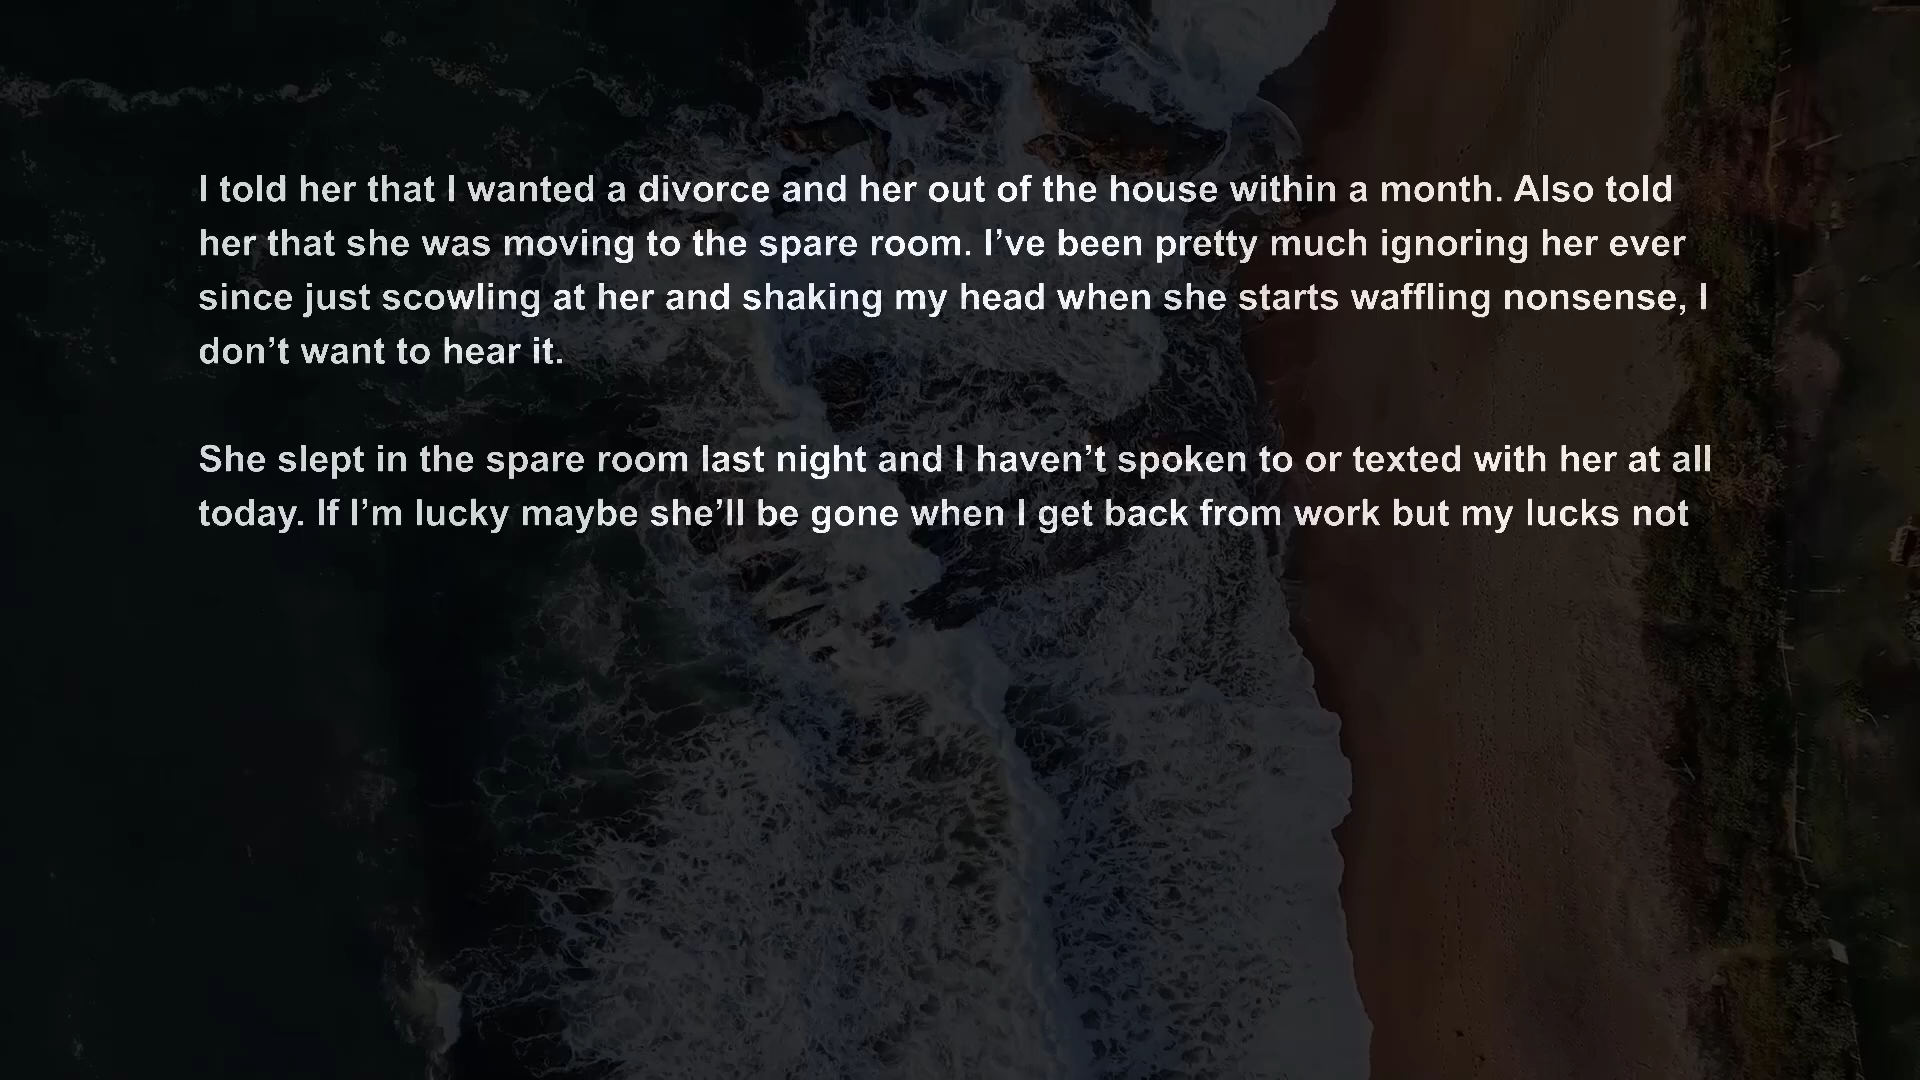 I told her that I wanted a divorce and her out of the house within a month. Also told
her that she was moving to the spare room. I’ve been pretty much ignoring her ever
since just scowling at her and shaking my head when she starts waffling nonsense, I
don’t want to hear it.
She slept in the spare room last night and I haven’t spoken to or texted with her at all
today. If I’m lucky maybe she’ll be gone when I get back from work but my lucks not